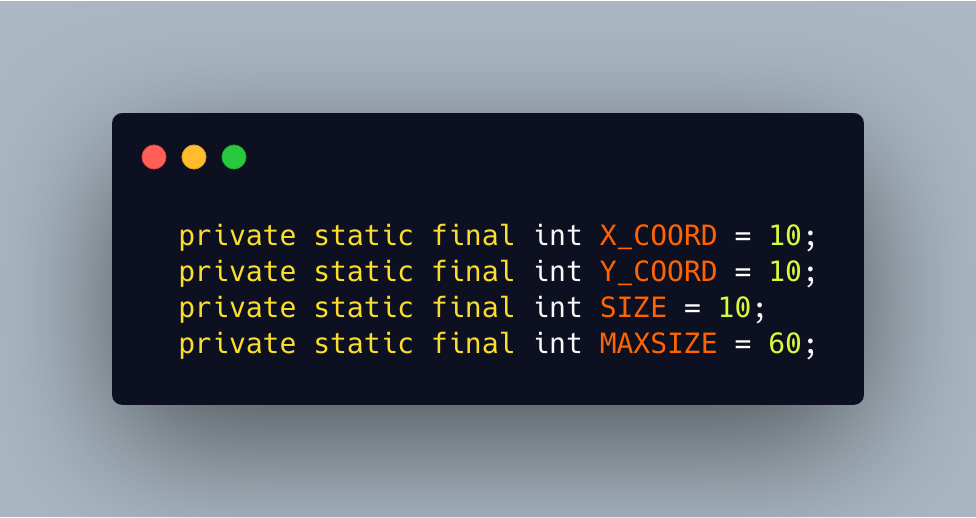 private static final int X_COORD = 10;
private static final int Y_COORD = 10;
private static final int SIZE = 10;
private static final int MAXSIZE = 60;